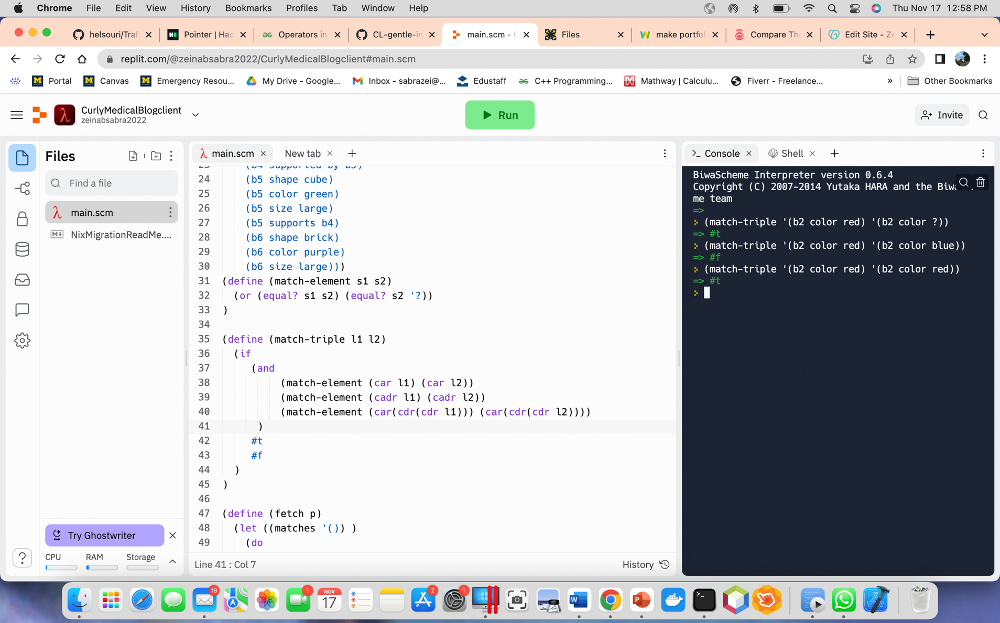 Chrome File Edit View History Bookmarks Profiles Tab Window Help Thu Nov 17 12:58 PM
helsouri/Traf Pointer | Hac Operators in CL-gentle-in main.scm - C Files make portfol Compare The Edit Site - Ze
replit.com/@zeinabsabra2022/CurlyMedicalBlogclient#main.scm
Portal Canvas Emergency Resou... My Drive - Google... Inbox - sabrazei@... Edustaff C++ Programming... Mathway | Calculu... Fiverr - Freelance... » Other Bookmarks
CurlyMedicalBlogclient
zeinabsabra2022
Run
Invite
Files
Find a file
main.scm
NixMigrationReadMe....
Try Ghostwriter
CPU RAM Storage
main.scm New tab
23 (b4 supported by b5)
24 (b5 shape cube)
25 (b5 color green)
26 (b5 size large)
27 (b5 supports b4)
28 (b6 shape brick)
29 (b6 color purple)
30 (b6 size large)))
31 (define (match-element s1 s2)
32 (or (equal? s1 s2) (equal? s2 '?))
33 )
34
35 (define (match-triple l1 l2)
36 (if
37 (and
38 (match-element (car l1) (car l2))
39 (match-element (cadr l1) (cadr l2))
40 (match-element (car(cdr(cdr l1))) (car(cdr(cdr l2))))
41 )
42 #t
43 #f
44 )
45 )
46
47 (define (fetch p)
48 (let ((matches '()) )
49 (do
Line 41 : Col 7 History
Console Shell
BiwaScheme Interpreter version 0.6.4
Copyright (C) 2007-2014 Yutaka HARA and the
me team
=>
(match-triple '(b2 color red) '(b2 color ?))
=> #t
(match-triple '(b2 color red) '(b2 color blue))
=> #f
(match-triple '(b2 color red) '(b2 color red))
=> #t
19 1 NOV 17 2 1